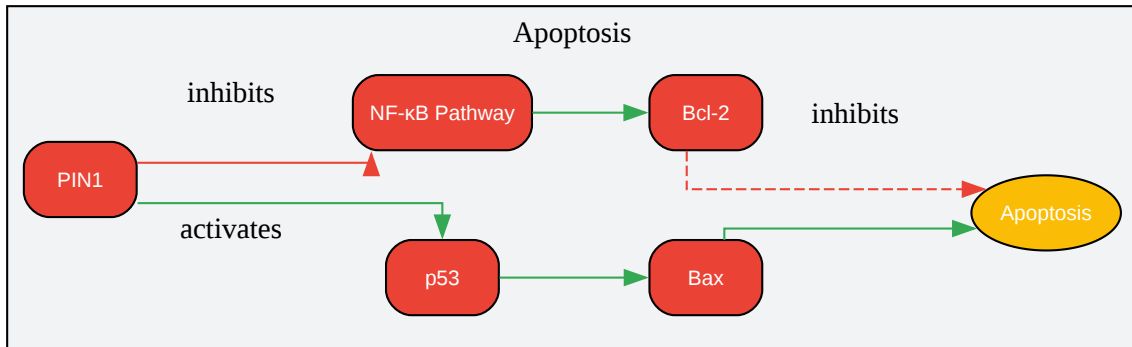 Apoptosis
inhibits
NF-κB Pathway
Bcl-2
inhibits
PIN1
activates
Apoptosis
p53
Bax